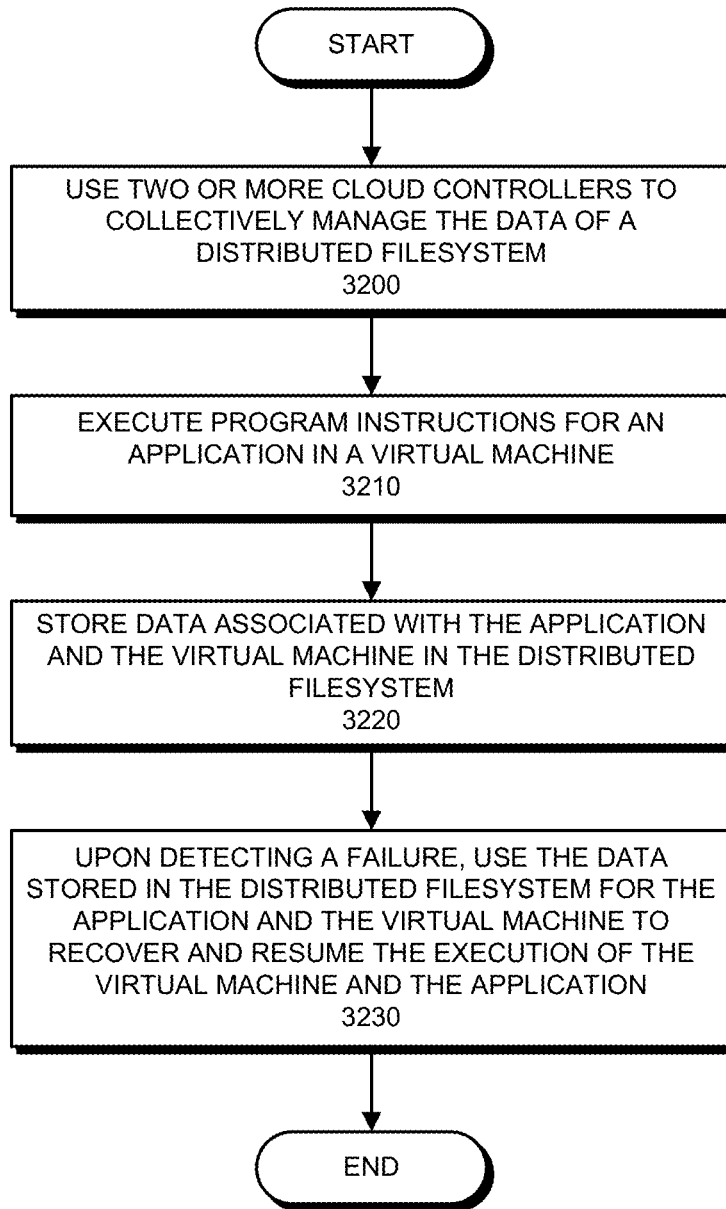 START
USE TWO OR MORE CLOUD CONTROLLERS TO
COLLECTIVELY MANAGE THE DATA OF A
DISTRIBUTED FILESYSTEM
3200
EXECUTE PROGRAM INSTRUCTIONS FOR AN
APPLICATION IN A VIRTUAL MACHINE
3210
STORE DATA ASSOCIATED WITH THE APPLICATION
AND THE VIRTUAL MACHINE IN THE DISTRIBUTED
FILESYSTEM
3220
UPON DETECTING A FAILURE, USE THE DATA
STORED IN THE DISTRIBUTED FILESYSTEM FOR THE
APPLICATION AND THE VIRTUAL MACHINE TO
RECOVER AND RESUME THE EXECUTION OF THE
VIRTUAL MACHINE AND THE APPLICATION
3230
END